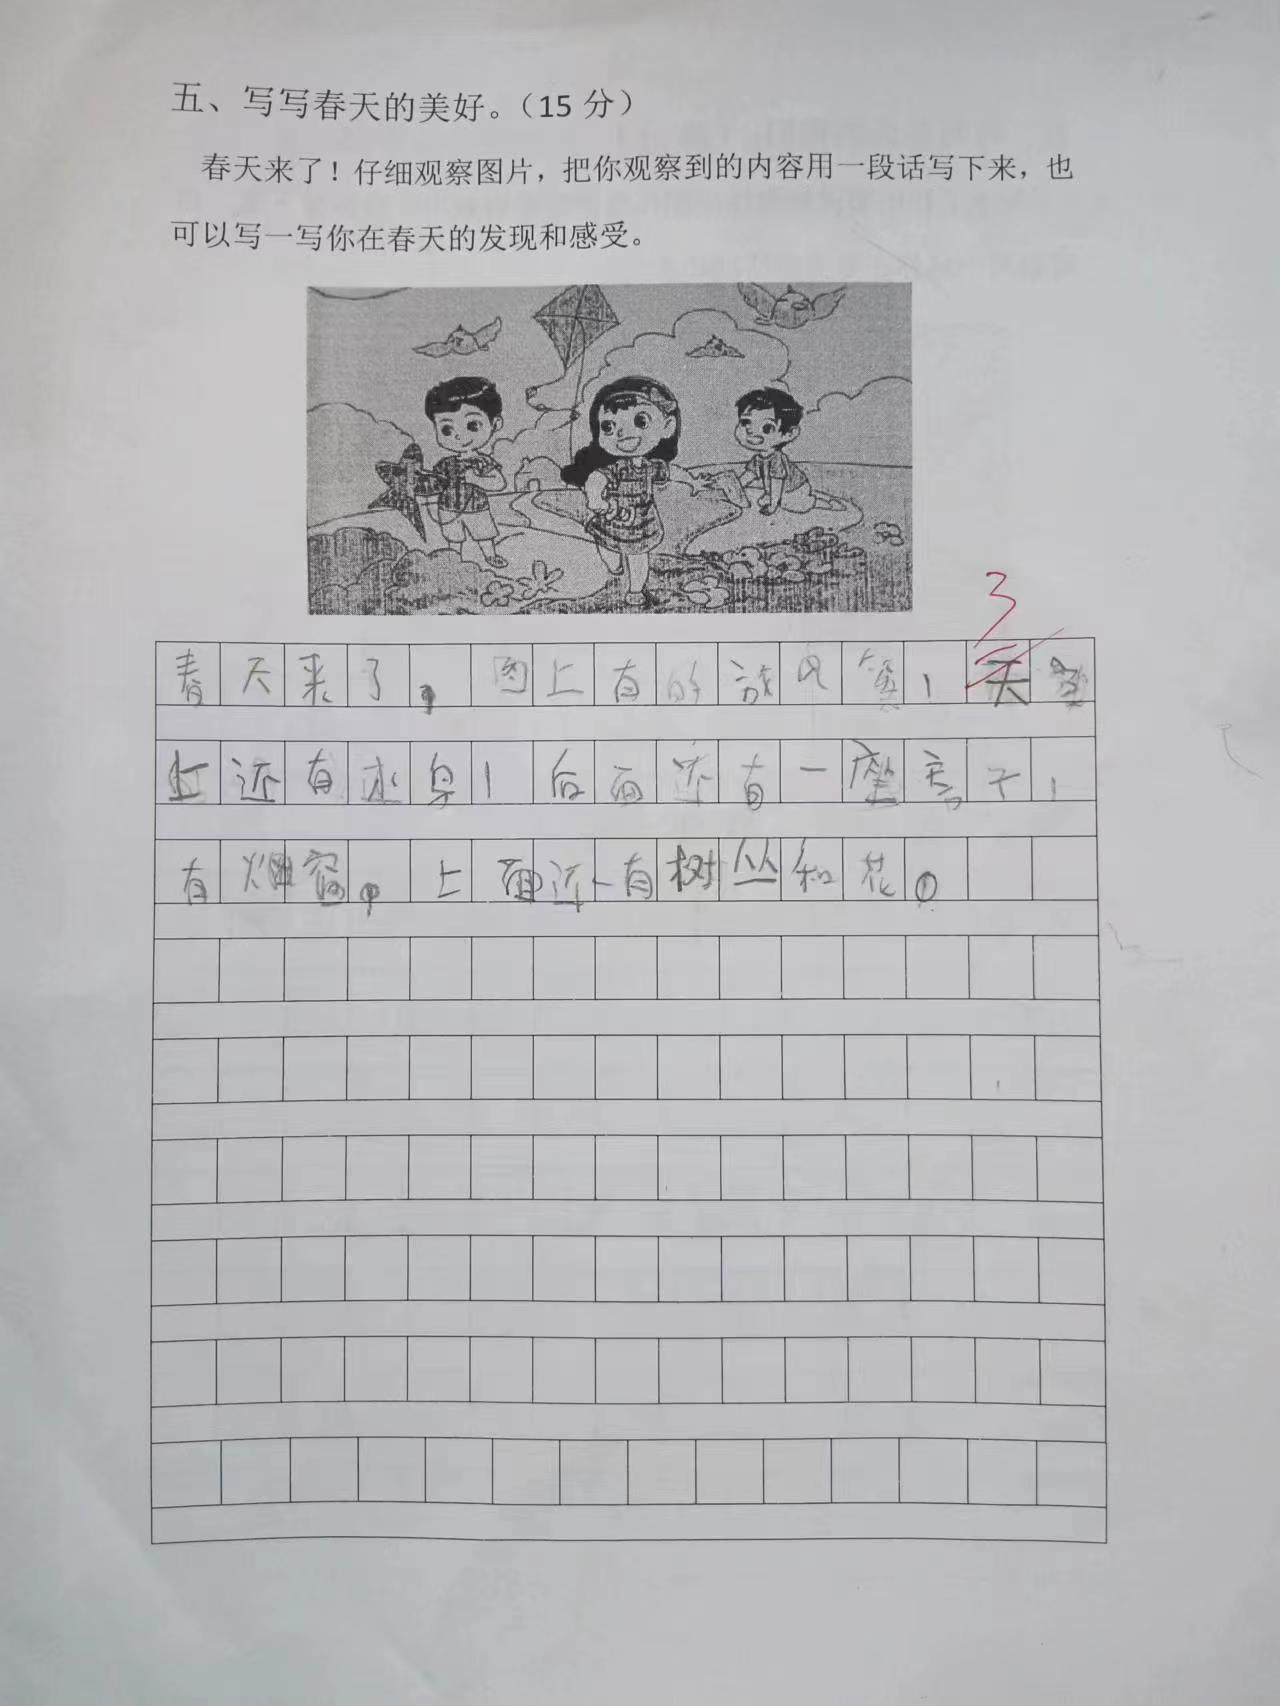 五、写写春天的美好。（15 分）
春天来了！仔细观察图片，把你观察到的内容用一段话写下来，也
可以写一写你在春天的发现和感受。
3
春天来了，图上有的放风筝，天空
上还有小鸟，后面还有一座房子，
有烟窗。上面还有树丛和花。